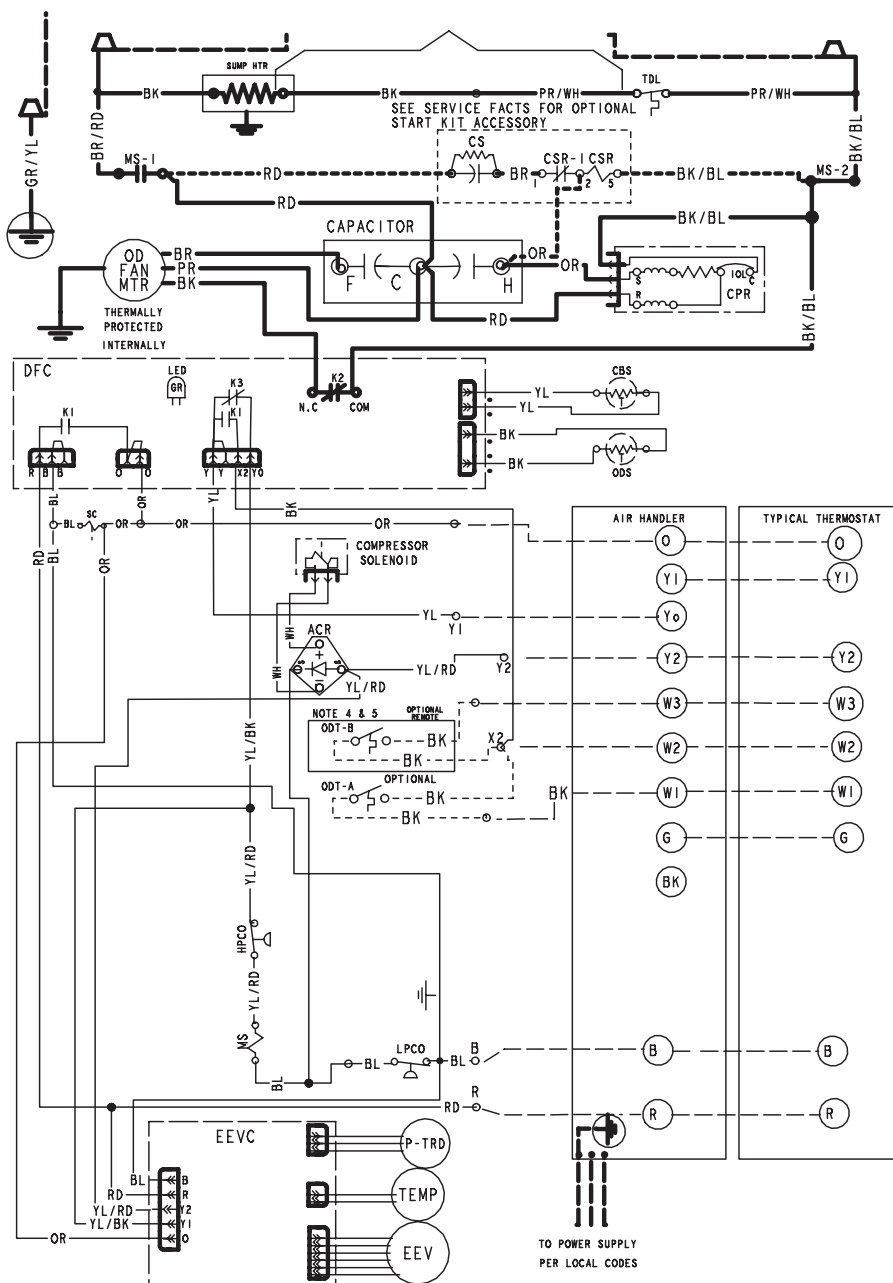 SUMP HTR
BK
BK
PR/WH
TDL
PR/WH
SEE SERVICE FACTS FOR OPTIONAL
START KIT ACCESSORY
GR/YL
BR/RD
BK/BL
CS
MS-1
RD
BR
CSR-1
CSR
1
2
5
BK/BL
MS-2
RD
BK/BL
CAPACITOR
OR
OD
FAN
MTR
BR
PR
BK
F
C
H
OR
S
R
IOL
C
CPR
THERMALLY
PROTECTED
INTERNALLY
RD
BK/BL
DFC
LED
GR
K3
K1
K2
N.C
COM
K1
YL
YL
CBS
BK
BK
ODS
R
B
B
O
O
Y
Y
X2
YO
BL
OR
YL
BK
BL
SC
OR
OR
OR
RD
BL
OR
AIR HANDLER
TYPICAL THERMOSTAT
O
O
COMPRESSOR
SOLENOID
Y1
Y1
WH
YL
Y1
Yo
ACR
WH
YL/RD
Y2
Y2
Y2
YL/RD
NOTE 4 & 5
OPTIONAL
REMOTE
W3
W3
ODT-B
BK
BK
X2
W2
W2
YL/BK
ODT-A
OPTIONAL
BK
BK
BK
W1
W1
G
G
YL/RD
BK
HPCO
YL/RD
MS
BL
BL
LPCO
BL
B
B
B
RD
R
R
R
EEVC
P-TRD
BL
B
RD
R
YL/RD
Y2
YL/BK
Y1
OR
O
TEMP
EEV
TO POWER SUPPLY
PER LOCAL CODES